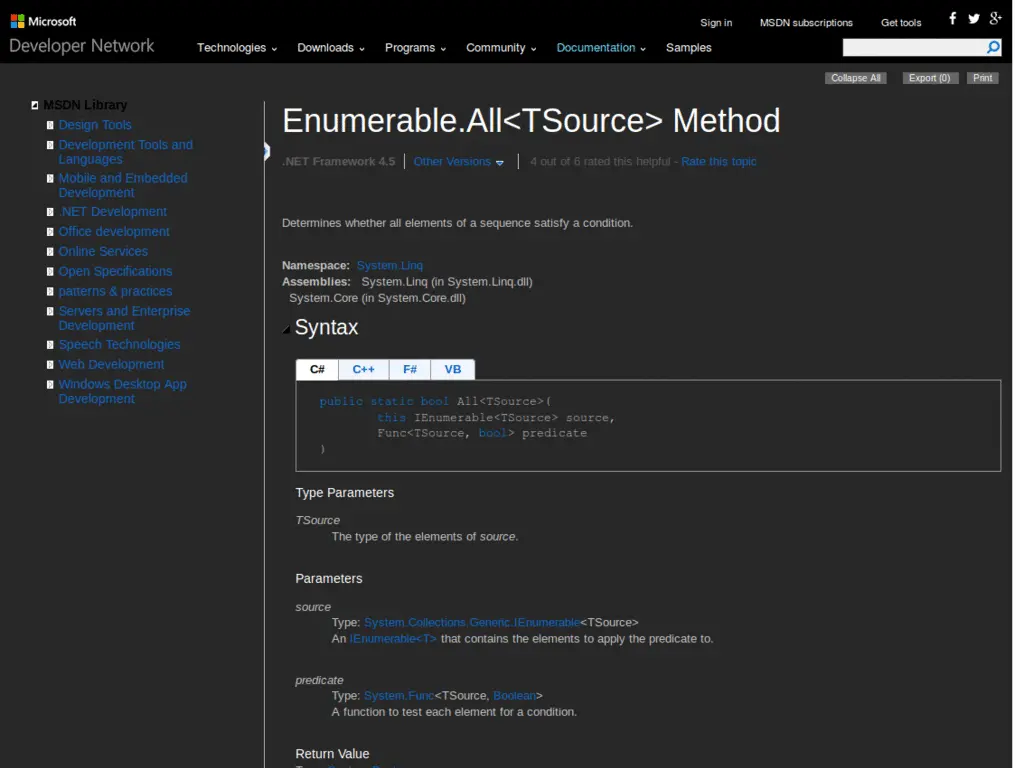 Microsoft
Sign in MSDN subscriptions Get tools
Developer Network
Technologies Downloads Programs Community Documentation Samples
Collapse All Export (0) Print
MSDN Library
Design Tools
Development Tools and
Languages
Mobile and Embedded
Development
.NET Development
Office development
Online Services
Open Specifications
patterns & practices
Servers and Enterprise
Development
Speech Technologies
Web Development
Windows Desktop App
Development
Enumerable.All<TSource> Method
.NET Framework 4.5 Other Versions 4 out of 6 rated this helpful - Rate this topic
Determines whether all elements of a sequence satisfy a condition.
Namespace: System.Linq
Assemblies: System.Linq (in System.Linq.dll)
System.Core (in System.Core.dll)
Syntax
C# C++ F# VB
public static bool All<TSource>(
this IEnumerable<TSource> source,
Func<TSource, bool> predicate
)
Type Parameters
TSource
The type of the elements of source.
Parameters
source
Type: System.Collections.Generic.IEnumerable<TSource>
An IEnumerable<T> that contains the elements to apply the predicate to.
predicate
Type: System.Func<TSource, Boolean>
A function to test each element for a condition.
Return Value